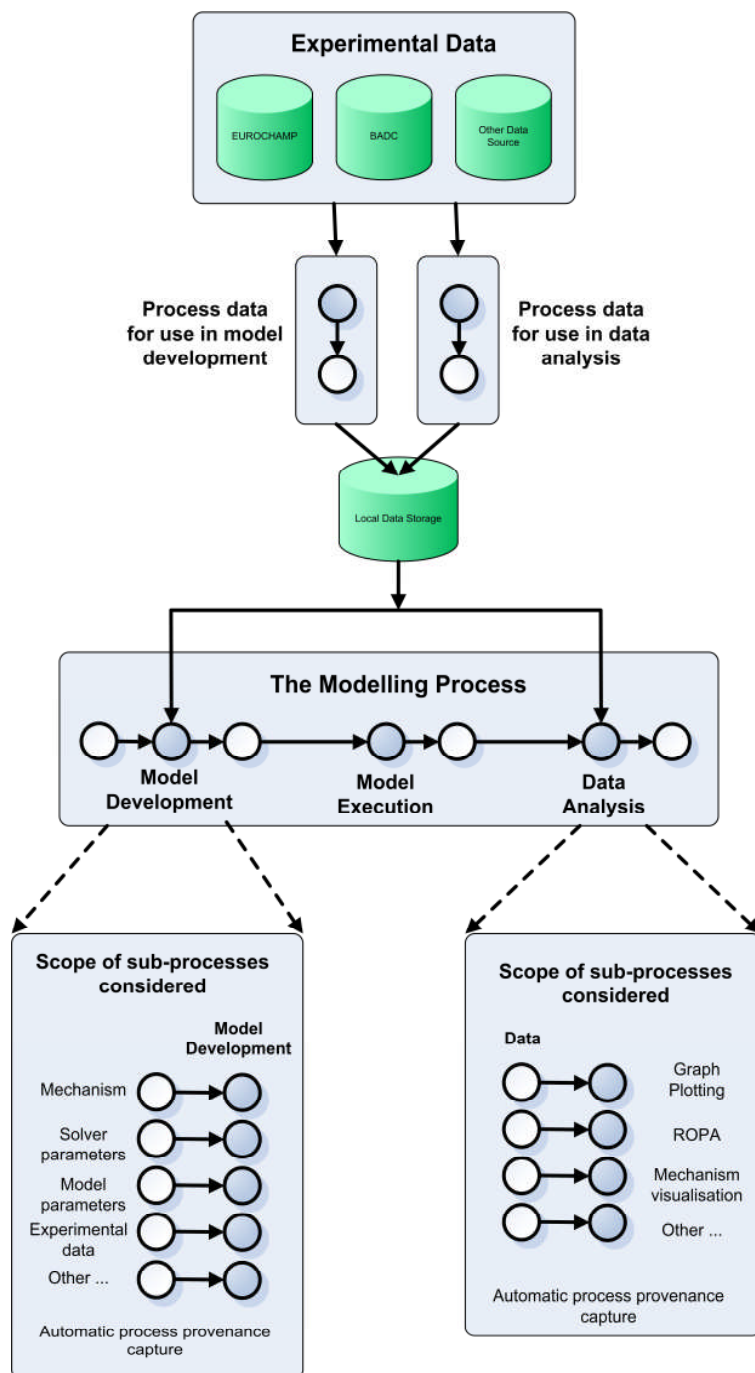 Experimental Data
EUROCHAMP
BADC
Other Data
Source
Process data
for use in model
development
Process data
for use in data
analysis
Local Data Storage
The Modelling Process
Model
Development
Model
Execution
Data
Analysis
Scope of sub-processes
considered
Model
Development
Mechanism
Solver
parameters
Model
parameters
Experimental
data
Other ...
Automatic process provenance
capture
Scope of sub-processes
considered
Data
Graph
Plotting
ROPA
Mechanism
visualisation
Other ...
Automatic process provenance
capture